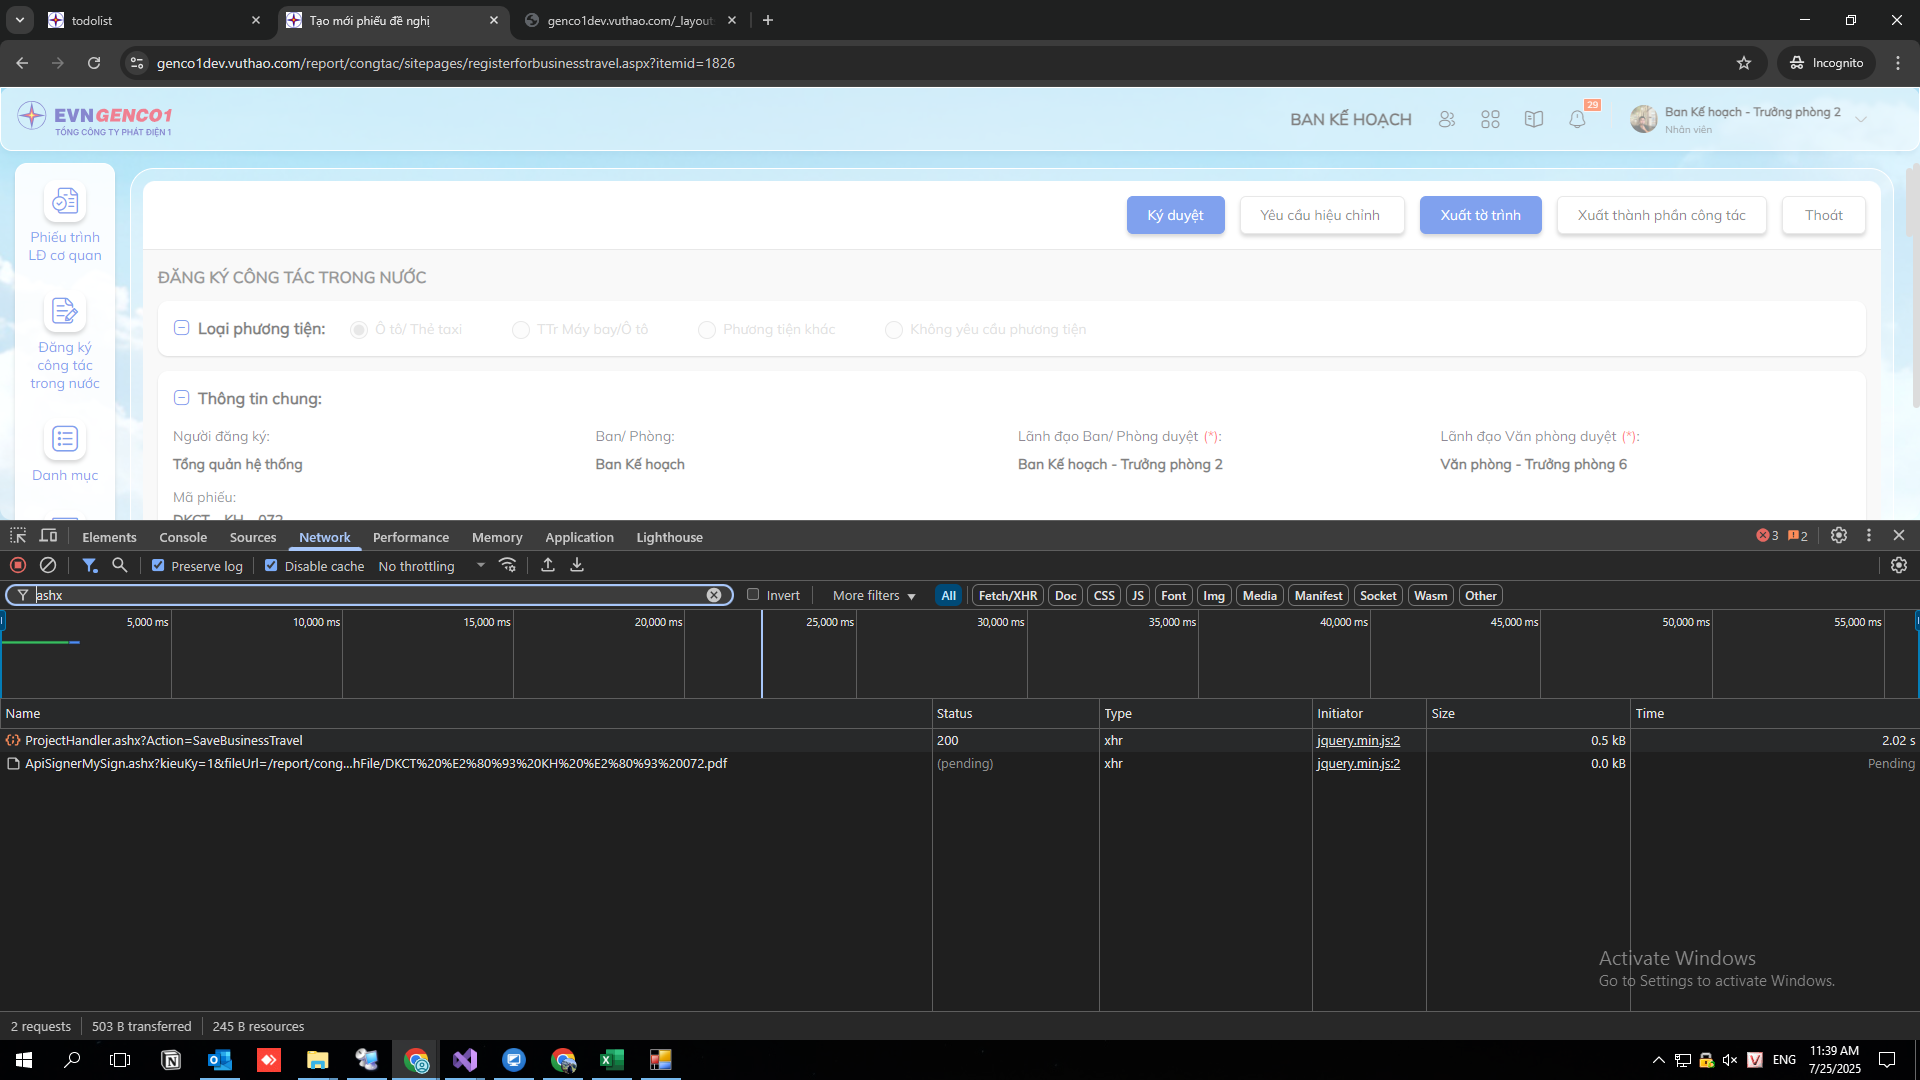 todolist
Tạo mới phiếu đề nghị
genco1dev.vuthao.com/_layout
genco1dev.vuthao.com/report/congtac/sitepages/registerforbusinesstravel.aspx?itemid=1826
Incognito
EVNGENCO1
TỔNG CÔNG TY PHÁT ĐIỆN 1
BAN KẾ HOẠCH
29
Ban Kế hoạch - Trưởng phòng 2
Nhân viên
Phiếu trình
LĐ cơ quan
Đăng ký
công tác
trong nước
Danh mục
Ký duyệt
Yêu cầu hiệu chỉnh
Xuất tờ trình
Xuất thành phần công tác
Thoát
ĐĂNG KÝ CÔNG TÁC TRONG NƯỚC
Loại phương tiện:
Ô tô/ Thẻ taxi
TTr Máy bay/Ô tô
Phương tiện khác
Không yêu cầu phương tiện
Thông tin chung:
Người đăng ký:
Ban/ Phòng:
Lãnh đạo Ban/ Phòng duyệt (*):
Lãnh đạo Văn phòng duyệt (*):
Tổng quản hệ thống
Ban Kế hoạch
Ban Kế hoạch - Trưởng phòng 2
Văn phòng - Trưởng phòng 6
Mã phiếu:
DKCT – KH – 072
Elements
Console
Sources
Network
Performance
Memory
Application
Lighthouse
3
2
Preserve log
Disable cache
No throttling
ashx
Invert
More filters
All
Fetch/XHR
Doc
CSS
JS
Font
Img
Media
Manifest
Socket
Wasm
Other
5,000 ms
10,000 ms
15,000 ms
20,000 ms
25,000 ms
30,000 ms
35,000 ms
40,000 ms
45,000 ms
50,000 ms
55,000 ms
Name
Status
Type
Initiator
Size
Time
ProjectHandler.ashx?Action=SaveBusinessTravel
200
xhr
jquery.min.js:2
0.5 kB
2.02 s
ApiSignerMySign.ashx?kieuKy=1&fileUrl=/report/cong...hFile/DKCT%20%E2%80%93%20KH%20%E2%80%93%20072.pdf
(pending)
xhr
jquery.min.js:2
0.0 kB
Pending
Activate Windows
Go to Settings to activate Windows.
2 requests
503 B transferred
245 B resources
ENG
11:39 AM
7/25/2025